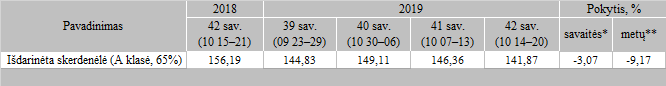 Pavadinimas 2018 2019 Pokytis, %
42 sav. (10 15–21) 39 sav. (09 23–29) 40 sav. (10 30–06) 41 sav. (10 07–13) 42 sav. (10 14–20) savaitės* metų**
Išdarinėta skerdenėlė (A klasė, 65%) 156,19 144,83 149,11 146,36 141,87 -3,07 -9,17